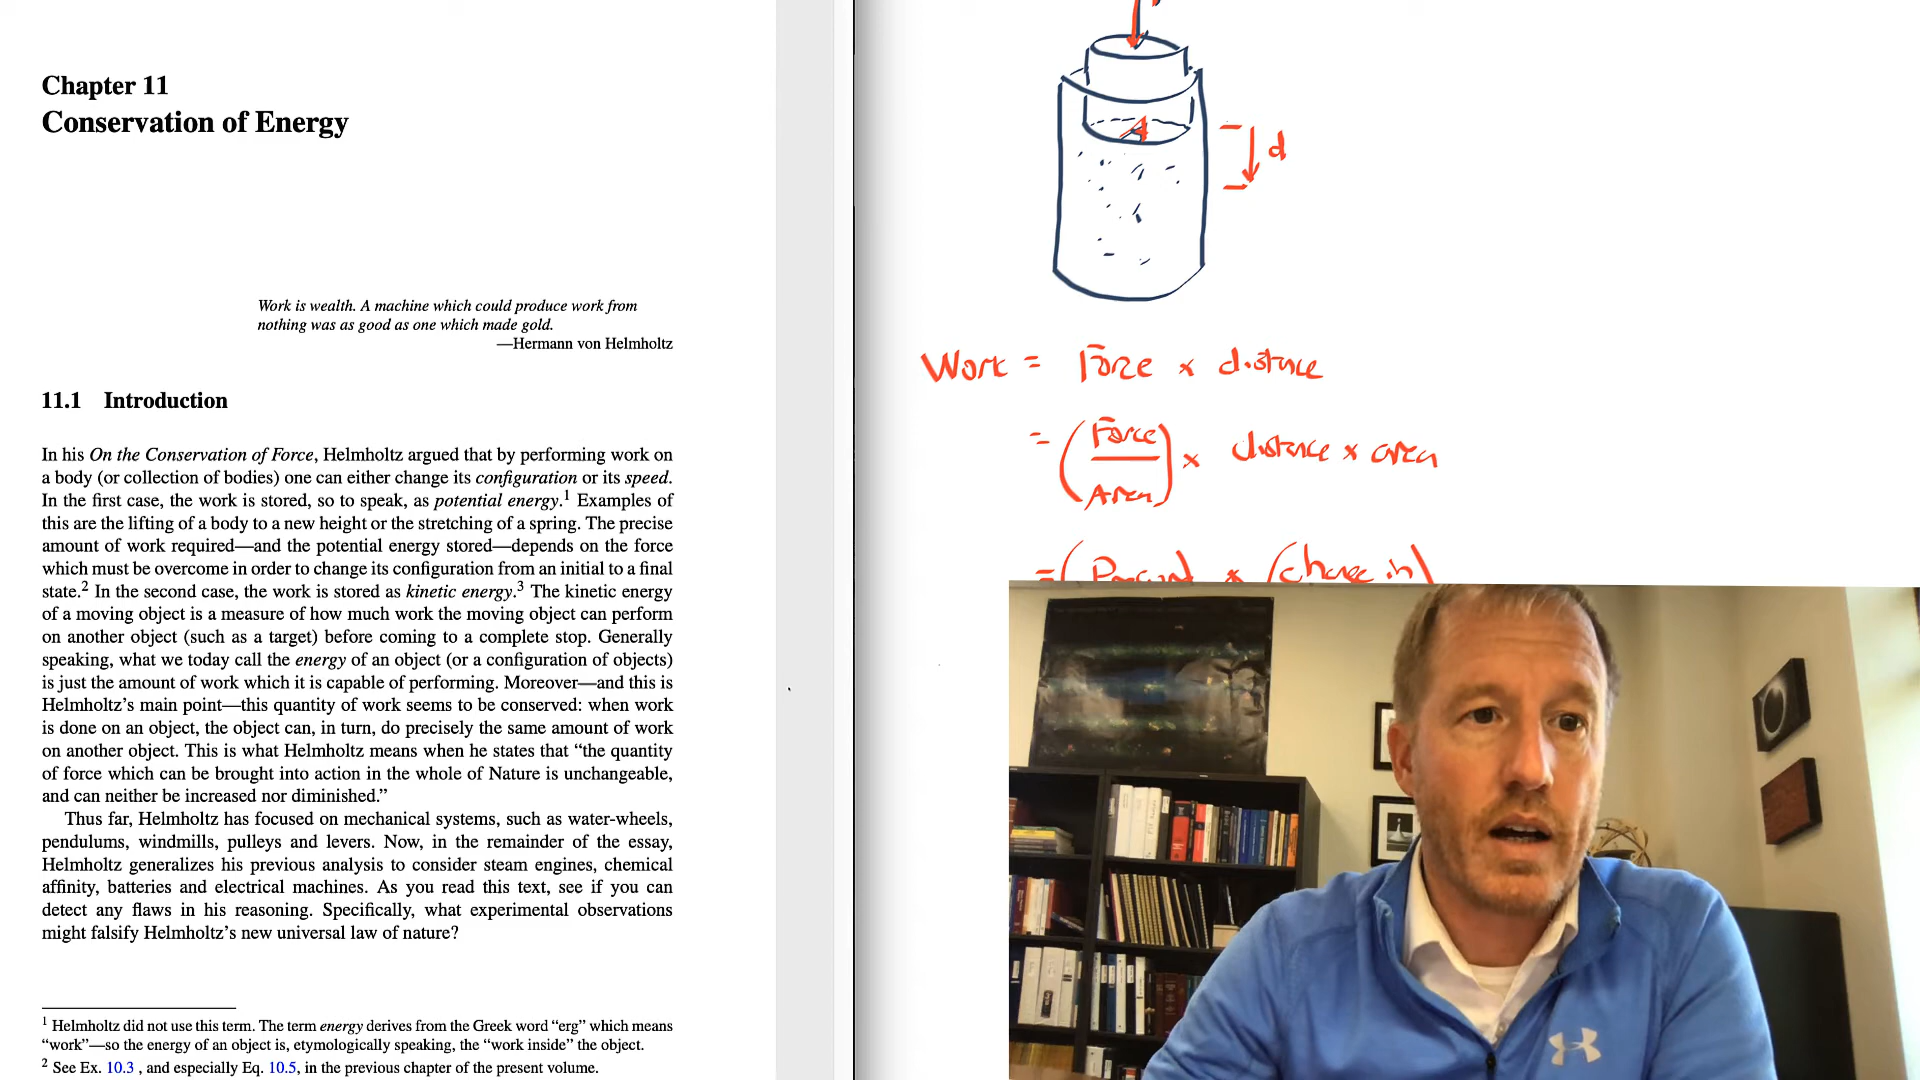 Chapter 11
Conservation of Energy
Work is wealth. A machine which could produce work from
nothing was as good as one which made gold.
—Hermann von Helmholtz
11.1 Introduction
In his On the Conservation of Force, Helmholtz argued that by performing work on
a body (or collection of bodies) one can either change its configuration or its speed.
In the first case, the work is stored, so to speak, as potential energy.1 Examples of
this are the lifting of a body to a new height or the stretching of a spring. The precise
amount of work required—and the potential energy stored—depends on the force
which must be overcome in order to change its configuration from an initial to a final
state.2 In the second case, the work is stored as kinetic energy.3 The kinetic energy
of a moving object is a measure of how much work the moving object can perform
on another object (such as a target) before coming to a complete stop. Generally
speaking, what we today call the energy of an object (or a configuration of objects)
is just the amount of work which it is capable of performing. Moreover—and this is
Helmholtz’s main point—this quantity of work seems to be conserved: when work
is done on an object, the object can, in turn, do precisely the same amount of work
on another object. This is what Helmholtz means when he states that “the quantity
of force which can be brought into action in the whole of Nature is unchangeable,
and can neither be increased nor diminished.”
Thus far, Helmholtz has focused on mechanical systems, such as water-wheels,
pendulums, windmills, pulleys and levers. Now, in the remainder of the essay,
Helmholtz generalizes his previous analysis to consider steam engines, chemical
affinity, batteries and electrical machines. As you read this text, see if you can
detect any flaws in his reasoning. Specifically, what experimental observations
might falsify Helmholtz’s new universal law of nature?
1 Helmholtz did not use this term. The term energy derives from the Greek word “erg” which means
“work”—so the energy of an object is, etymologically speaking, the “work inside” the object.
2 See Ex. 10.3 , and especially Eq. 10.5, in the previous chapter of the present volume.
A
d
Work = Force × distance
= (Force
Area) × distance × area
= ( ) × (change in)